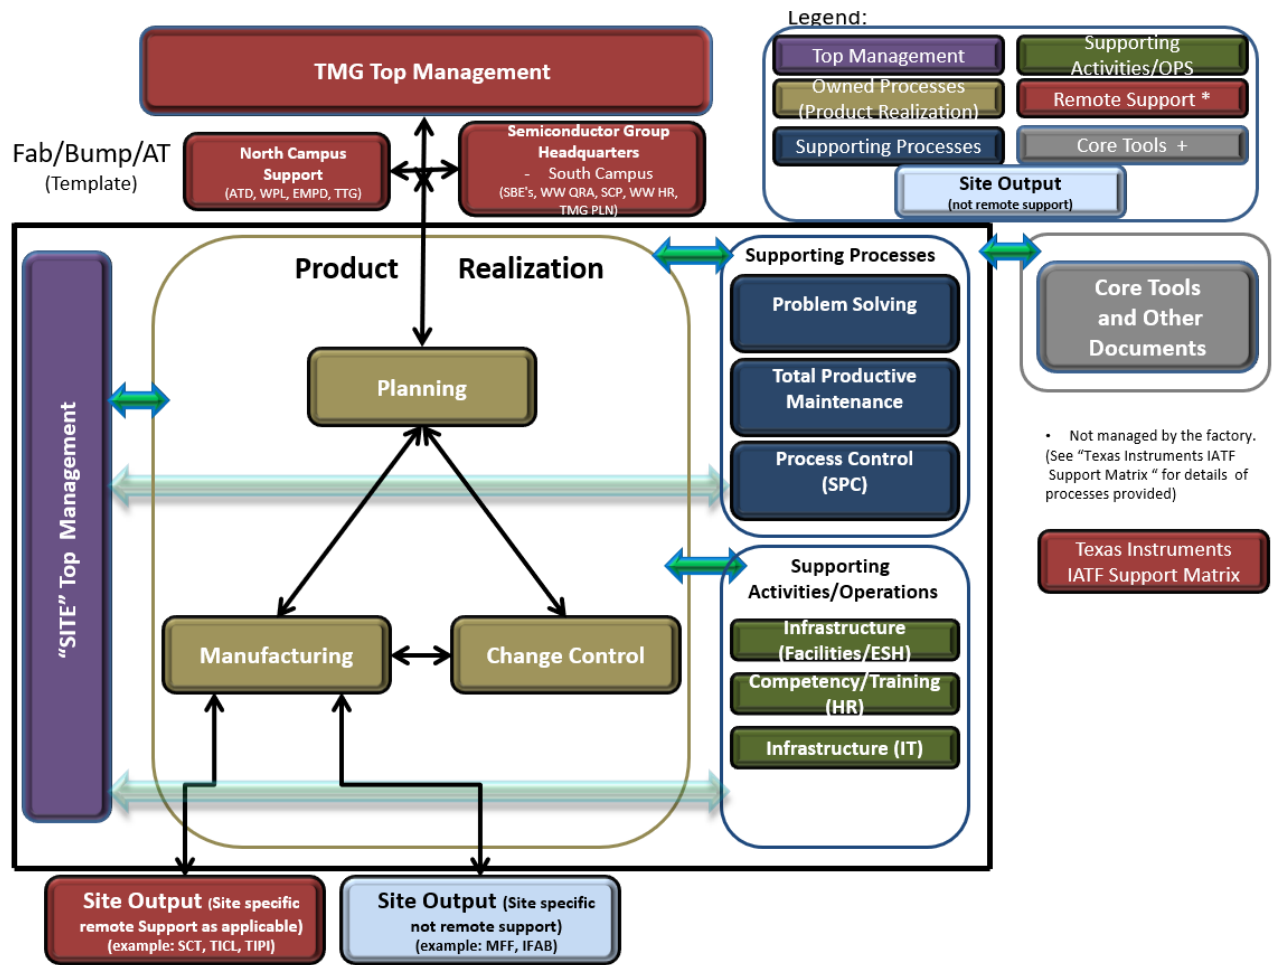 Legend:
Top Management
Supporting
Activities/OPS
Owned Processes
(Product Realization)
Remote Support *
Supporting Processes
Core Tools +
Site Output
(not remote support)
TMG Top Management
Fab/Bump/AT
(Template)
North Campus
Support
(ATD, WPL, EMPD, TTG)
Semiconductor Group
Headquarters
- South Campus
(SBE's, WW QRA, SCP, WW HR,
TMG PLN)
"SITE" Top Management
Product Realization
Planning
Manufacturing
Change Control
Supporting Processes
Problem Solving
Total Productive
Maintenance
Process Control
(SPC)
Supporting
Activities/Operations
Infrastructure
(Facilities/ESH)
Competency/Training
(HR)
Infrastructure (IT)
Core Tools
and Other
Documents
• Not managed by the factory.
(See “Texas Instruments IATF
Support Matrix “ for details of
processes provided)
Texas Instruments
IATF Support Matrix
Site Output (Site specific
remote Support as applicable)
(example: SCT, TICL, TIPI)
Site Output (Site specific
not remote support)
(example: MFF, IFAB)